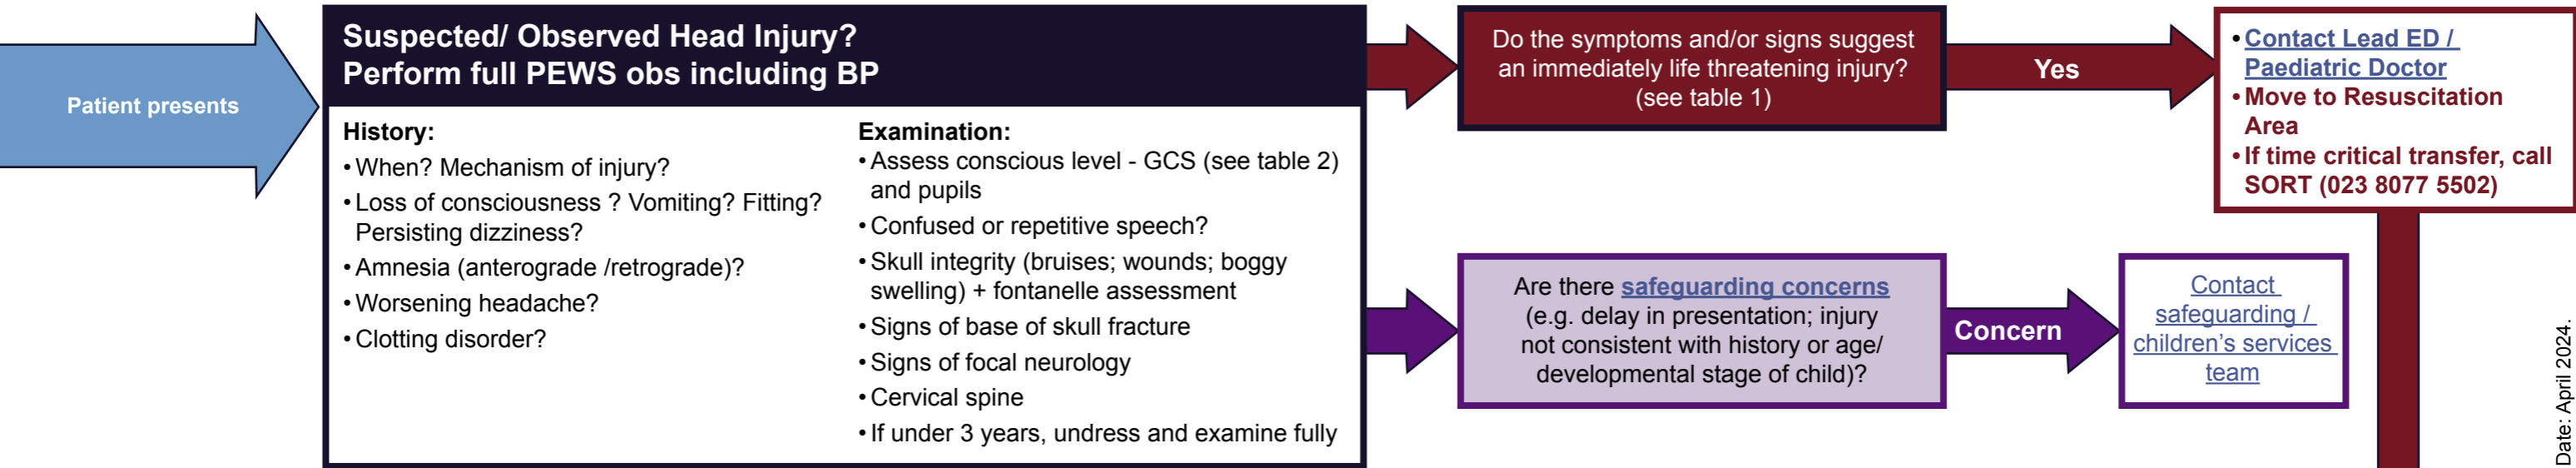 Patient presents
Suspected/ Observed Head Injury?
Perform full PEWS obs including BP
History:
• When? Mechanism of injury?
• Loss of consciousness ? Vomiting? Fitting?
Persisting dizziness?
• Amnesia (anterograde /retrograde)?
• Worsening headache?
• Clotting disorder?
Examination:
• Assess conscious level - GCS (see table 2)
and pupils
• Confused or repetitive speech?
• Skull integrity (bruises; wounds; boggy
swelling) + fontanelle assessment
• Signs of base of skull fracture
• Signs of focal neurology
• Cervical spine
• If under 3 years, undress and examine fully
Do the symptoms and/or signs suggest
an immediately life threatening injury?
(see table 1)
Yes
• Contact Lead ED /
Paediatric Doctor
• Move to Resuscitation
Area
• If time critical transfer, call
SORT (023 8077 5502)
Are there safeguarding concerns
(e.g. delay in presentation; injury
not consistent with history or age/
developmental stage of child)?
Concern
Contact
safeguarding /
children's services
team
Date: April 2024.